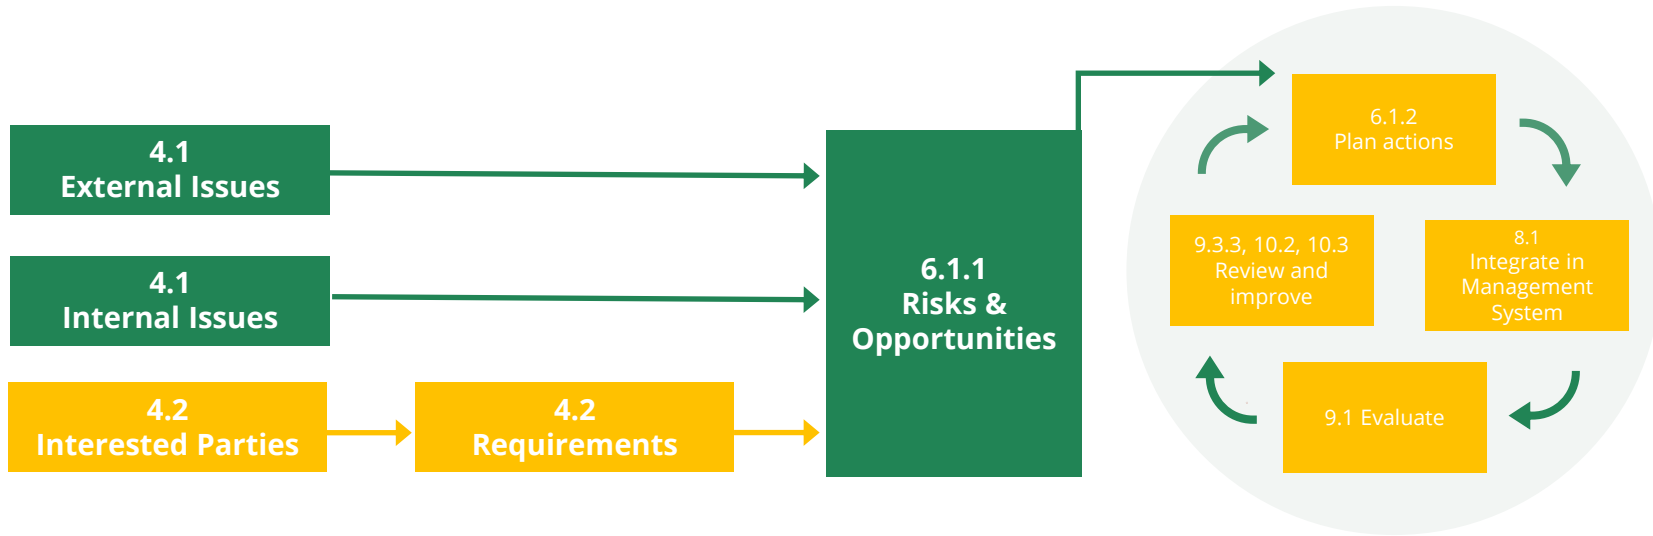 4.1
External Issues
4.1
Internal Issues
4.2
Interested Parties
4.2
Requirements
6.1.1
Risks &
Opportunities
6.1.2
Plan actions
8.1
Integrate in
Management
System
9.1 Evaluate
9.3.3, 10.2, 10.3
Review and
improve